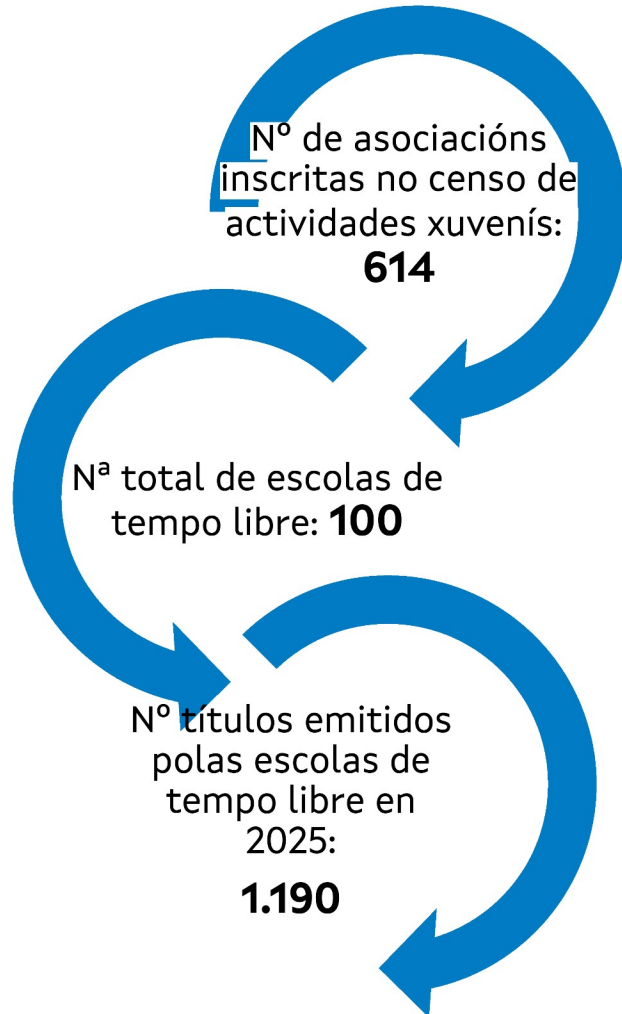 Nº de asociacións
inscritas no censo de
actividades xuvenís:
614
Nª total de escolas de
tempo libre: 100
Nº títulos emitidos
polas escolas de
tempo libre en
2025:
1.190